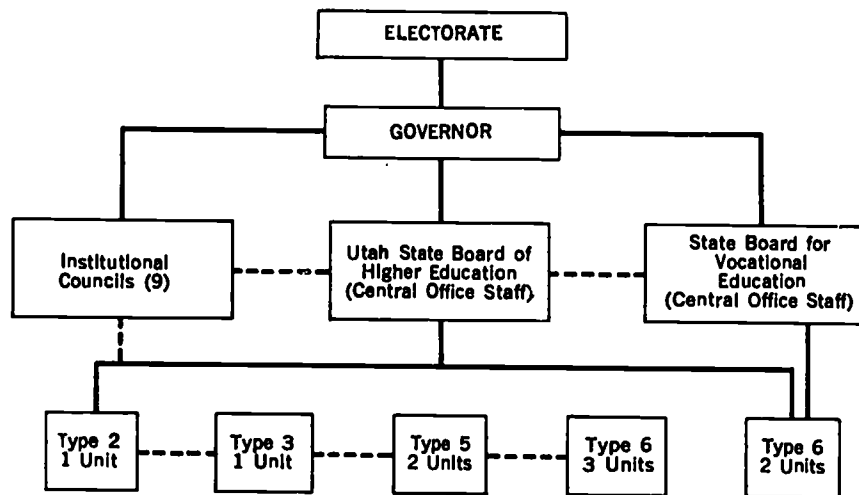 ELECTORATE
GOVERNOR
Institutional
Councils (9)
Utah State Board of
Higher Education
(Central Office Staff)
State Board for
Vocational
Education
(Central Office Staff)
Type 2
1 Unit
Type 3
1 Unit
Type 5
2 Units
Type 6
3 Units
Type 6
2 Units